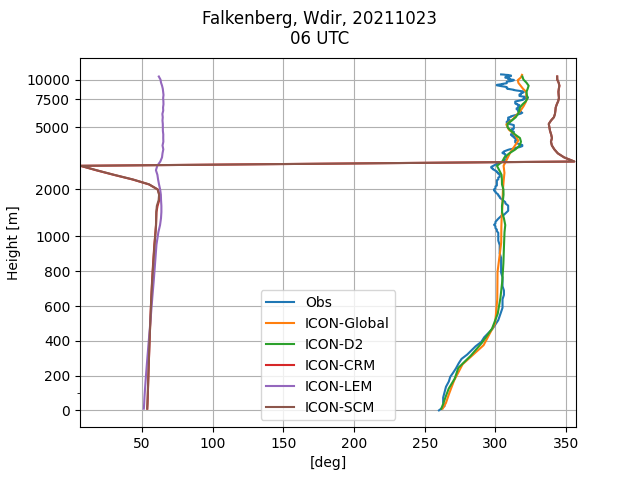 Falkenberg, Wdir, 20211023
06 UTC
10000
7500
5000
2000
1000
800
600
400
200
0
Height [m]
Obs
ICON-Global
ICON-D2
ICON-CRM
ICON-LEM
ICON-SCM
50
100
150
200
250
300
350
[deg]